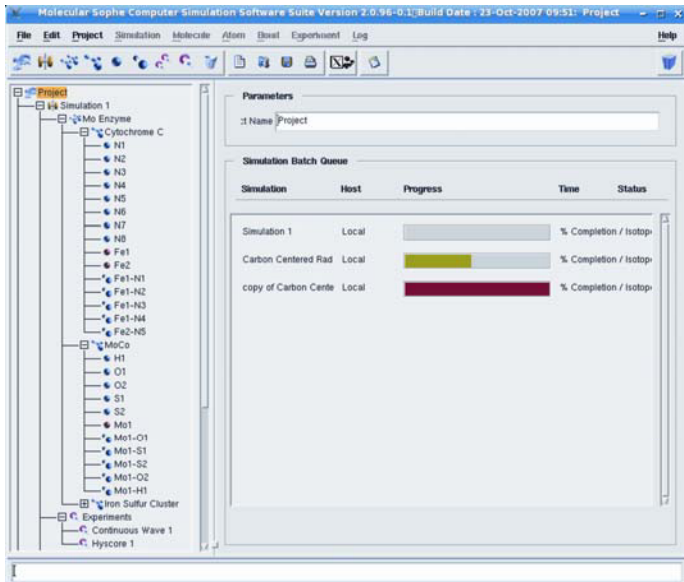 Molecular Sophe Computer Simulation Software Suite Version 2.0.96-0.1 Build Date : 23-Oct-2007 09:51: Project
File Edit Project Simulation Molecule Atom Boxel Experiment Log Help
Project
Simulation 1
Mo Enzyme
Cytochrome C
N1
N2
N3
N4
N5
N6
N7
N8
Fe1
Fe2
Fe1-N1
Fe1-N2
Fe1-N3
Fe1-N4
Fe2-N5
MoCo
H1
O1
O2
S1
S2
Mo1
Mo1-O1
Mo1-S1
Mo1-S2
Mo1-O2
Mo1-H1
Iron Sulfur Cluster
Experiments
Continuous Wave 1
Hyscore 1
Parameters
:t Name Project
Simulation Batch Queue
Simulation Host Progress Time Status
Simulation 1 Local % Completion / Isotop
Carbon Centered Rad Local % Completion / Isotop
copy of Carbon Cente Local % Completion / Isotop